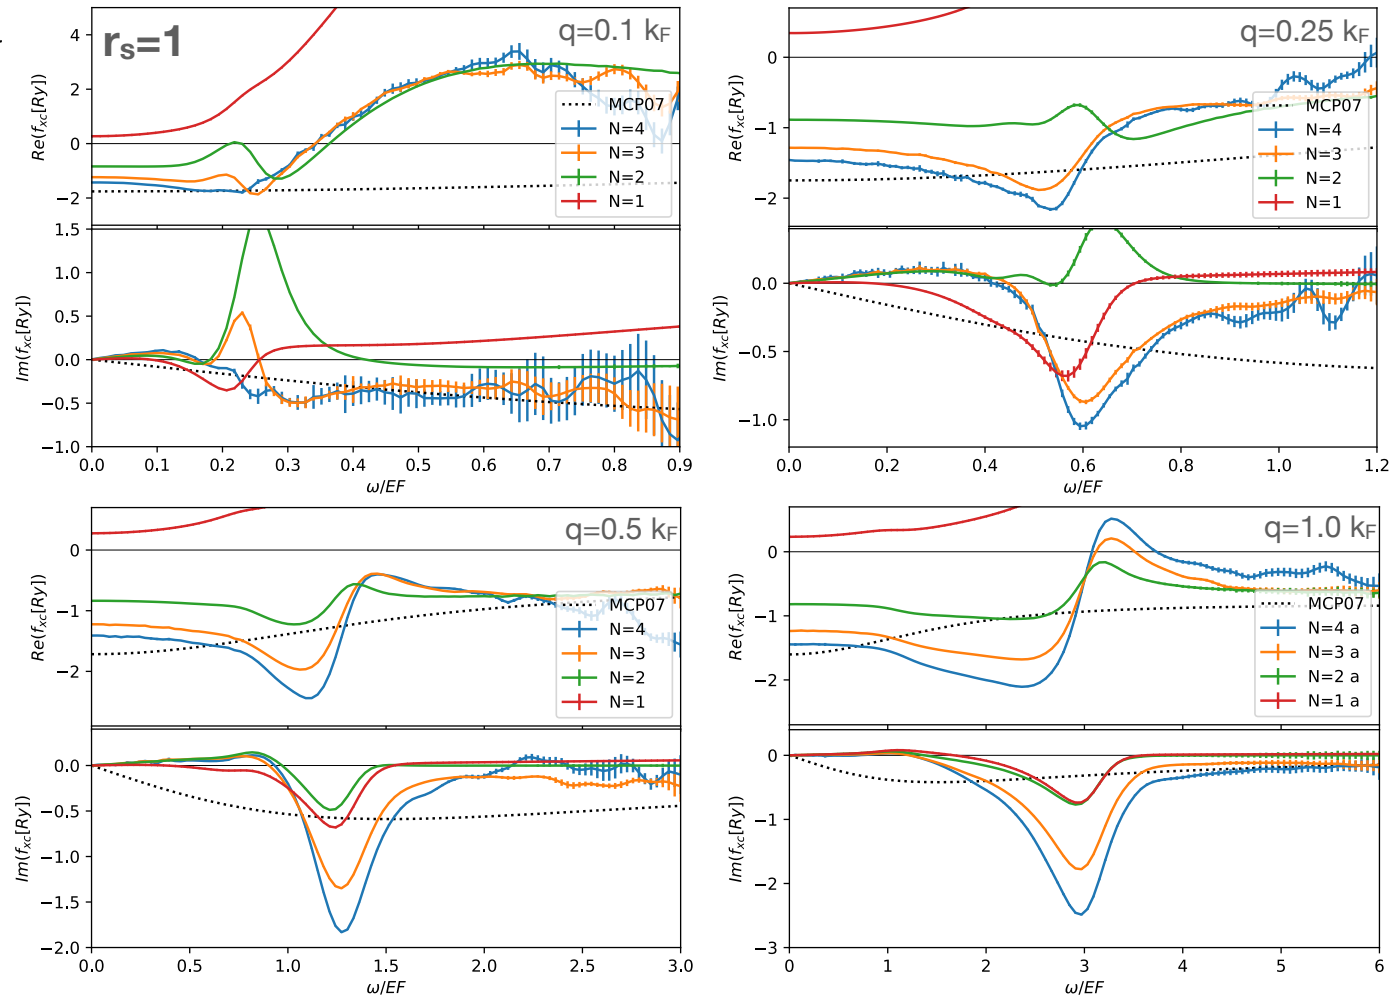 r_s=1
q=0.1 k_F
Re(f_xc[Ry])
4
2
0
−2
MCP07
N=4
N=3
N=2
N=1
Im(f_xc[Ry])
1.5
1.0
0.5
0.0
−0.5
−1.0
0.0 0.1 0.2 0.3 0.4 0.5 0.6 0.7 0.8 0.9
ω/EF
q=0.25 k_F
Re(f_xc[Ry])
0
−1
−2
MCP07
N=4
N=3
N=2
N=1
Im(f_xc[Ry])
0.0
−0.5
−1.0
0.0 0.2 0.4 0.6 0.8 1.0 1.2
ω/EF
q=0.5 k_F
Re(f_xc[Ry])
0
−1
−2
MCP07
N=4
N=3
N=2
N=1
Im(f_xc[Ry])
0.0
−0.5
−1.0
−1.5
−2.0
0.0 0.5 1.0 1.5 2.0 2.5 3.0
ω/EF
q=1.0 k_F
Re(f_xc[Ry])
0
−1
−2
MCP07
N=4 a
N=3 a
N=2 a
N=1 a
Im(f_xc[Ry])
0
−1
−2
−3
0 1 2 3 4 5 6
ω/EF